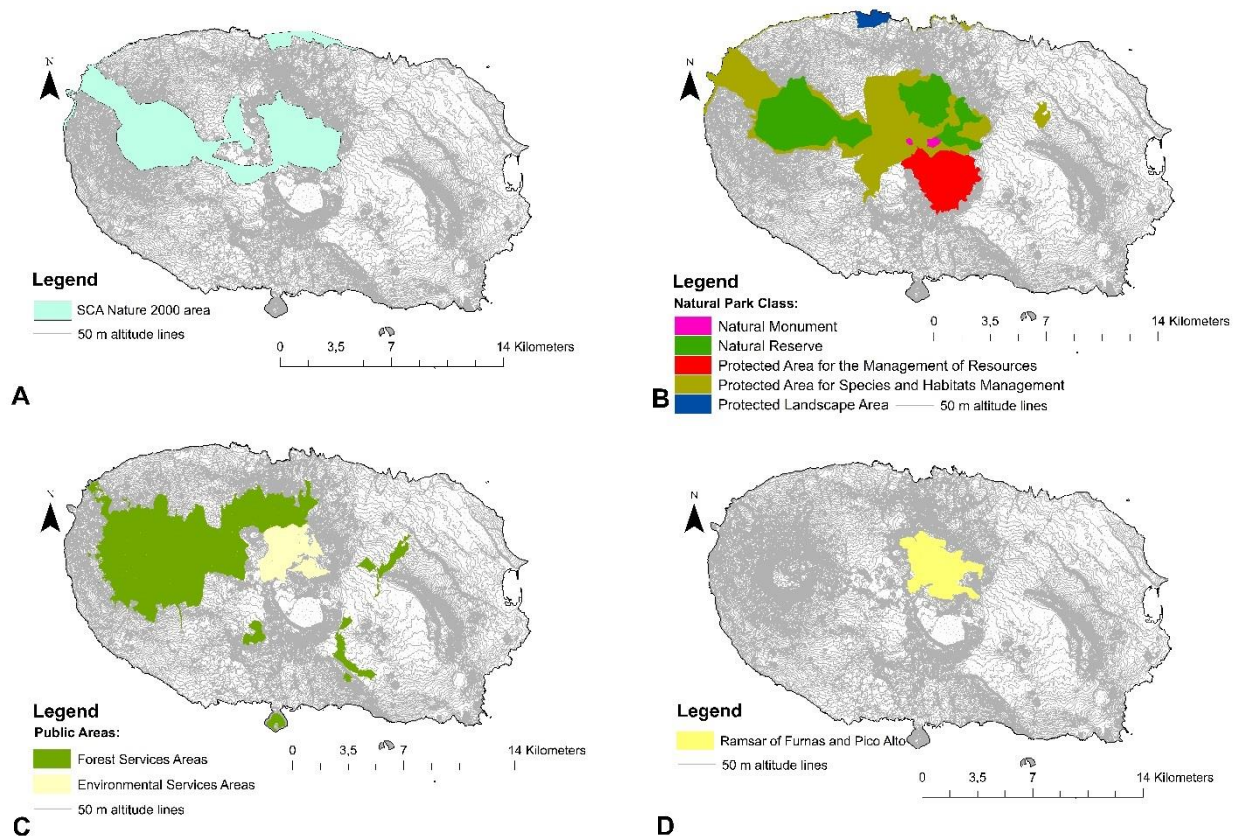 N
Legend
SCA Nature 2000 area
50 m altitude lines
0 3,5 7 14 Kilometers
A
N
Legend
Natural Park Class:
Natural Monument
Natural Reserve
Protected Area for the Management of Resources
Protected Area for Species and Habitats Management
Protected Landscape Area 50 m altitude lines
0 3,5 7 14 Kilometers
B
N
Legend
Public Areas:
Forest Services Areas
Environmental Services Areas
50 m altitude lines
0 3,5 7 14 Kilometers
C
N
Legend
Ramsar of Furnas and Pico Alto
50 m altitude lines
0 3,5 7 14 Kilometers
D